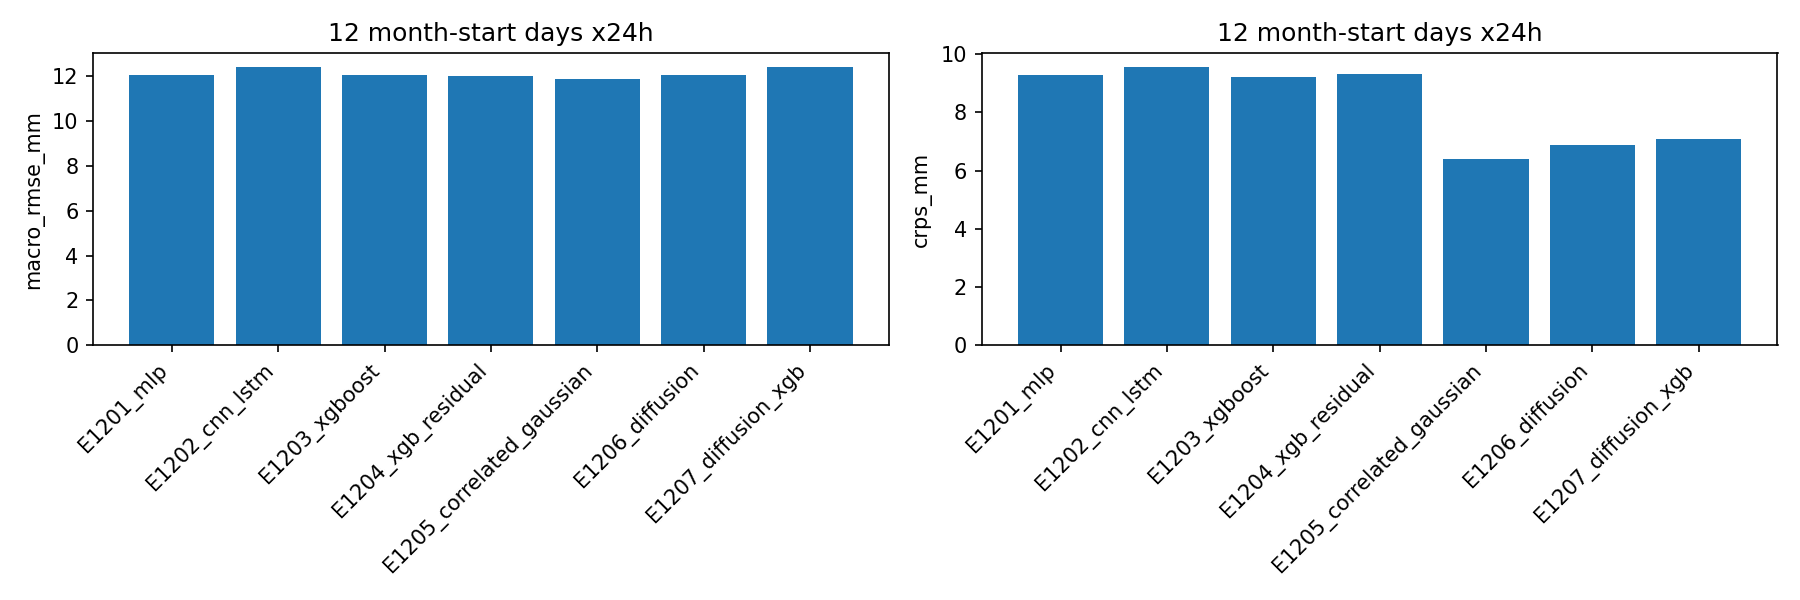 12 month-start days x24h
macro_rmse_mm
12
10
8
6
4
2
0
E1201_mlp
E1202_cnn_lstm
E1203_xgboost
E1204_xgb_residual
E1205_correlated_gaussian
E1206_diffusion
E1207_diffusion_xgb
12 month-start days x24h
crps_mm
10
8
6
4
2
0
E1201_mlp
E1202_cnn_lstm
E1203_xgboost
E1204_xgb_residual
E1205_correlated_gaussian
E1206_diffusion
E1207_diffusion_xgb